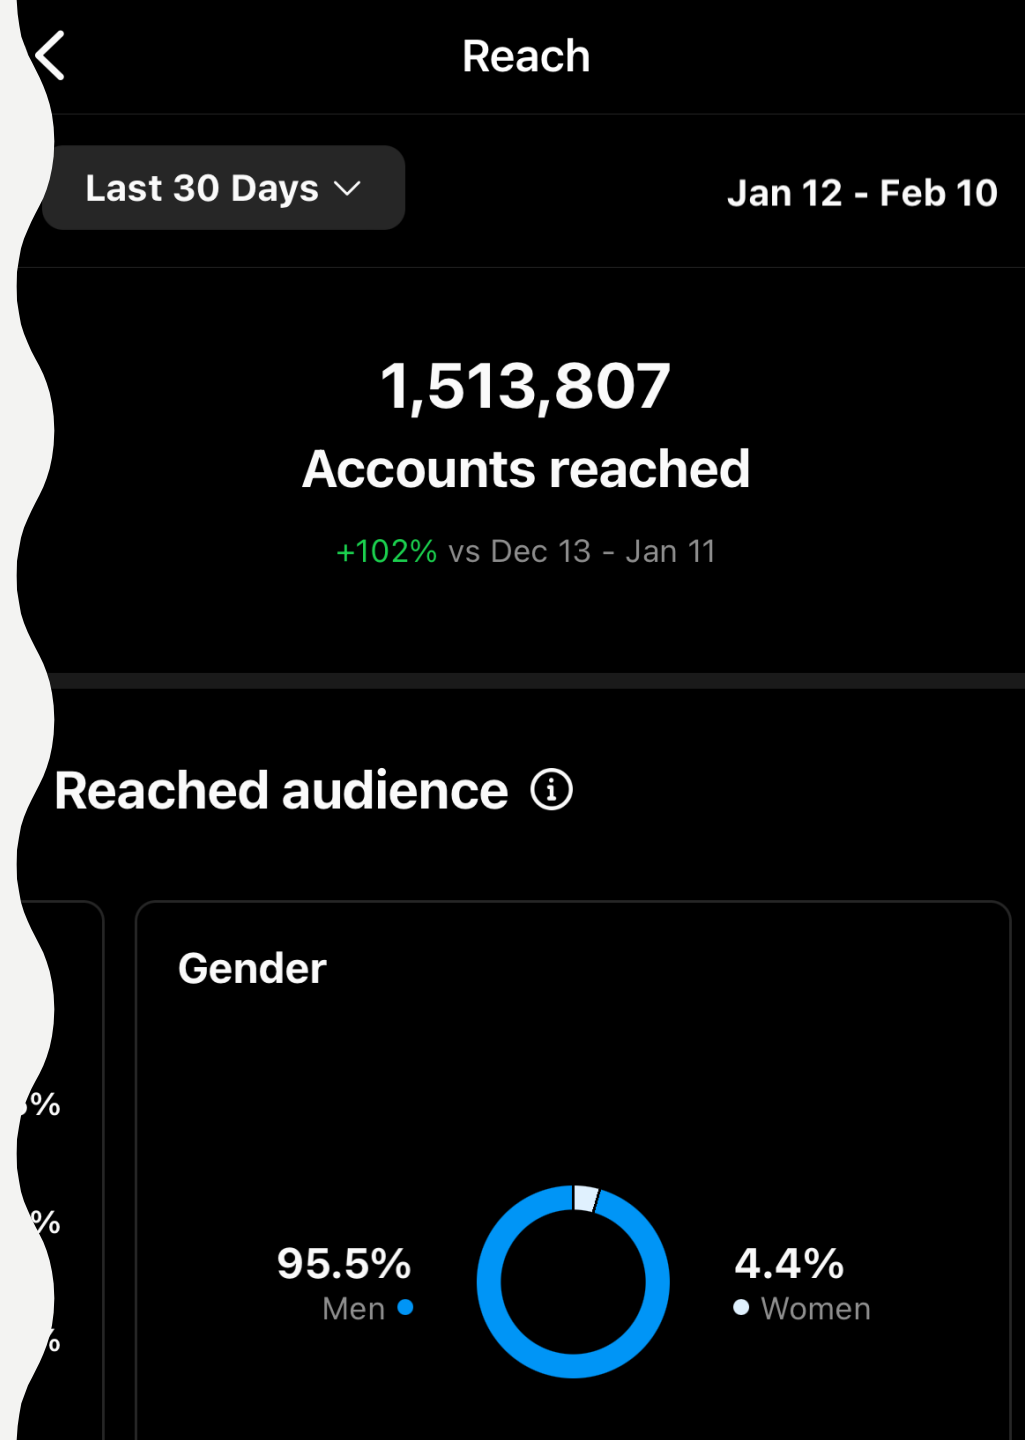 Reach
Last 30 Days
Jan 12 - Feb 10
1,513,807
Accounts reached
+102% vs Dec 13 - Jan 11
Reached audience
Gender
%
%
%
95.5%
4.4%
Men
Women